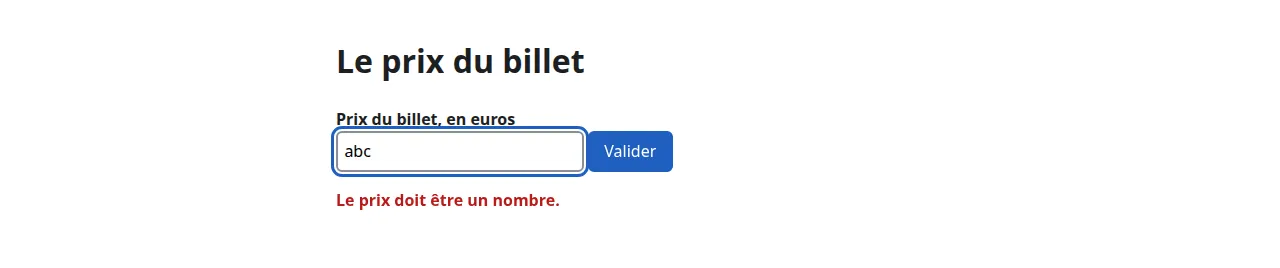 Le prix du billet
Prix du billet, en euros
abc
Valider
Le prix doit être un nombre.